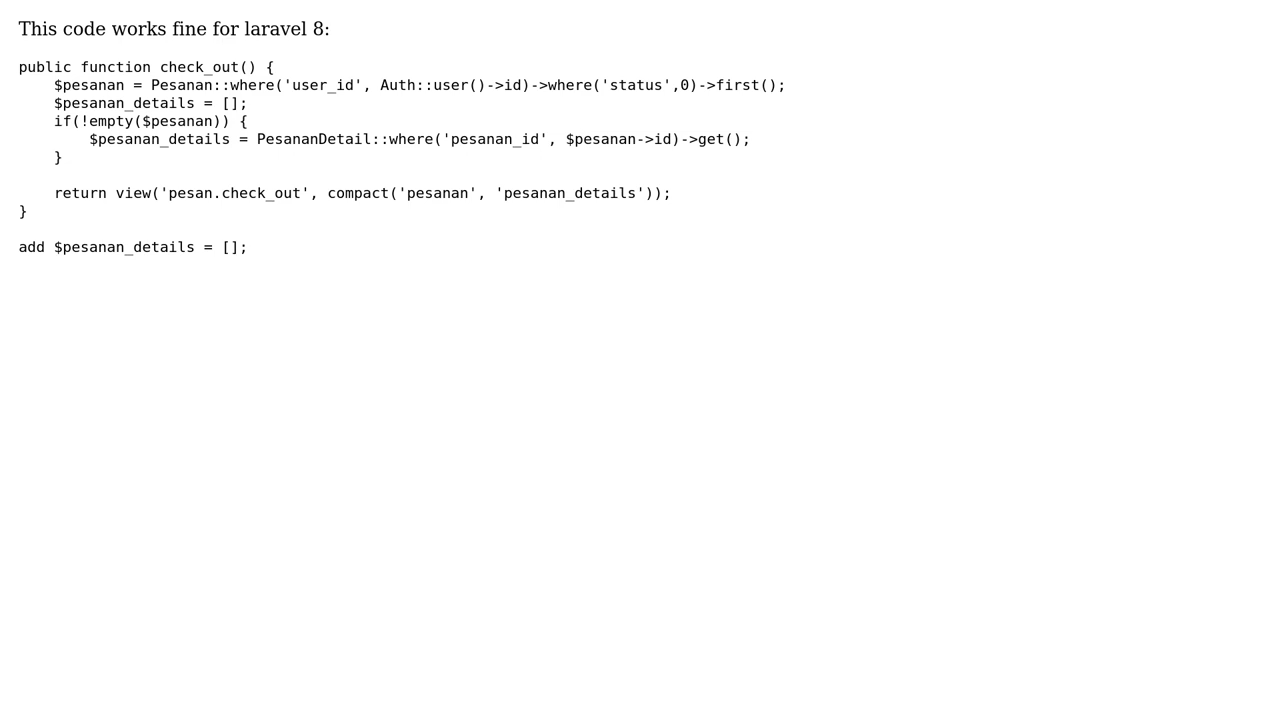 This code works fine for laravel 8:
public function check_out() {
    $pesanan = Pesanan::where('user_id', Auth::user()->id)->where('status',0)->first();
    $pesanan_details = [];
    if(!empty($pesanan)) {
        $pesanan_details = PesananDetail::where('pesanan_id', $pesanan->id)->get();
    }

    return view('pesan.check_out', compact('pesanan', 'pesanan_details'));
}

add $pesanan_details = [];